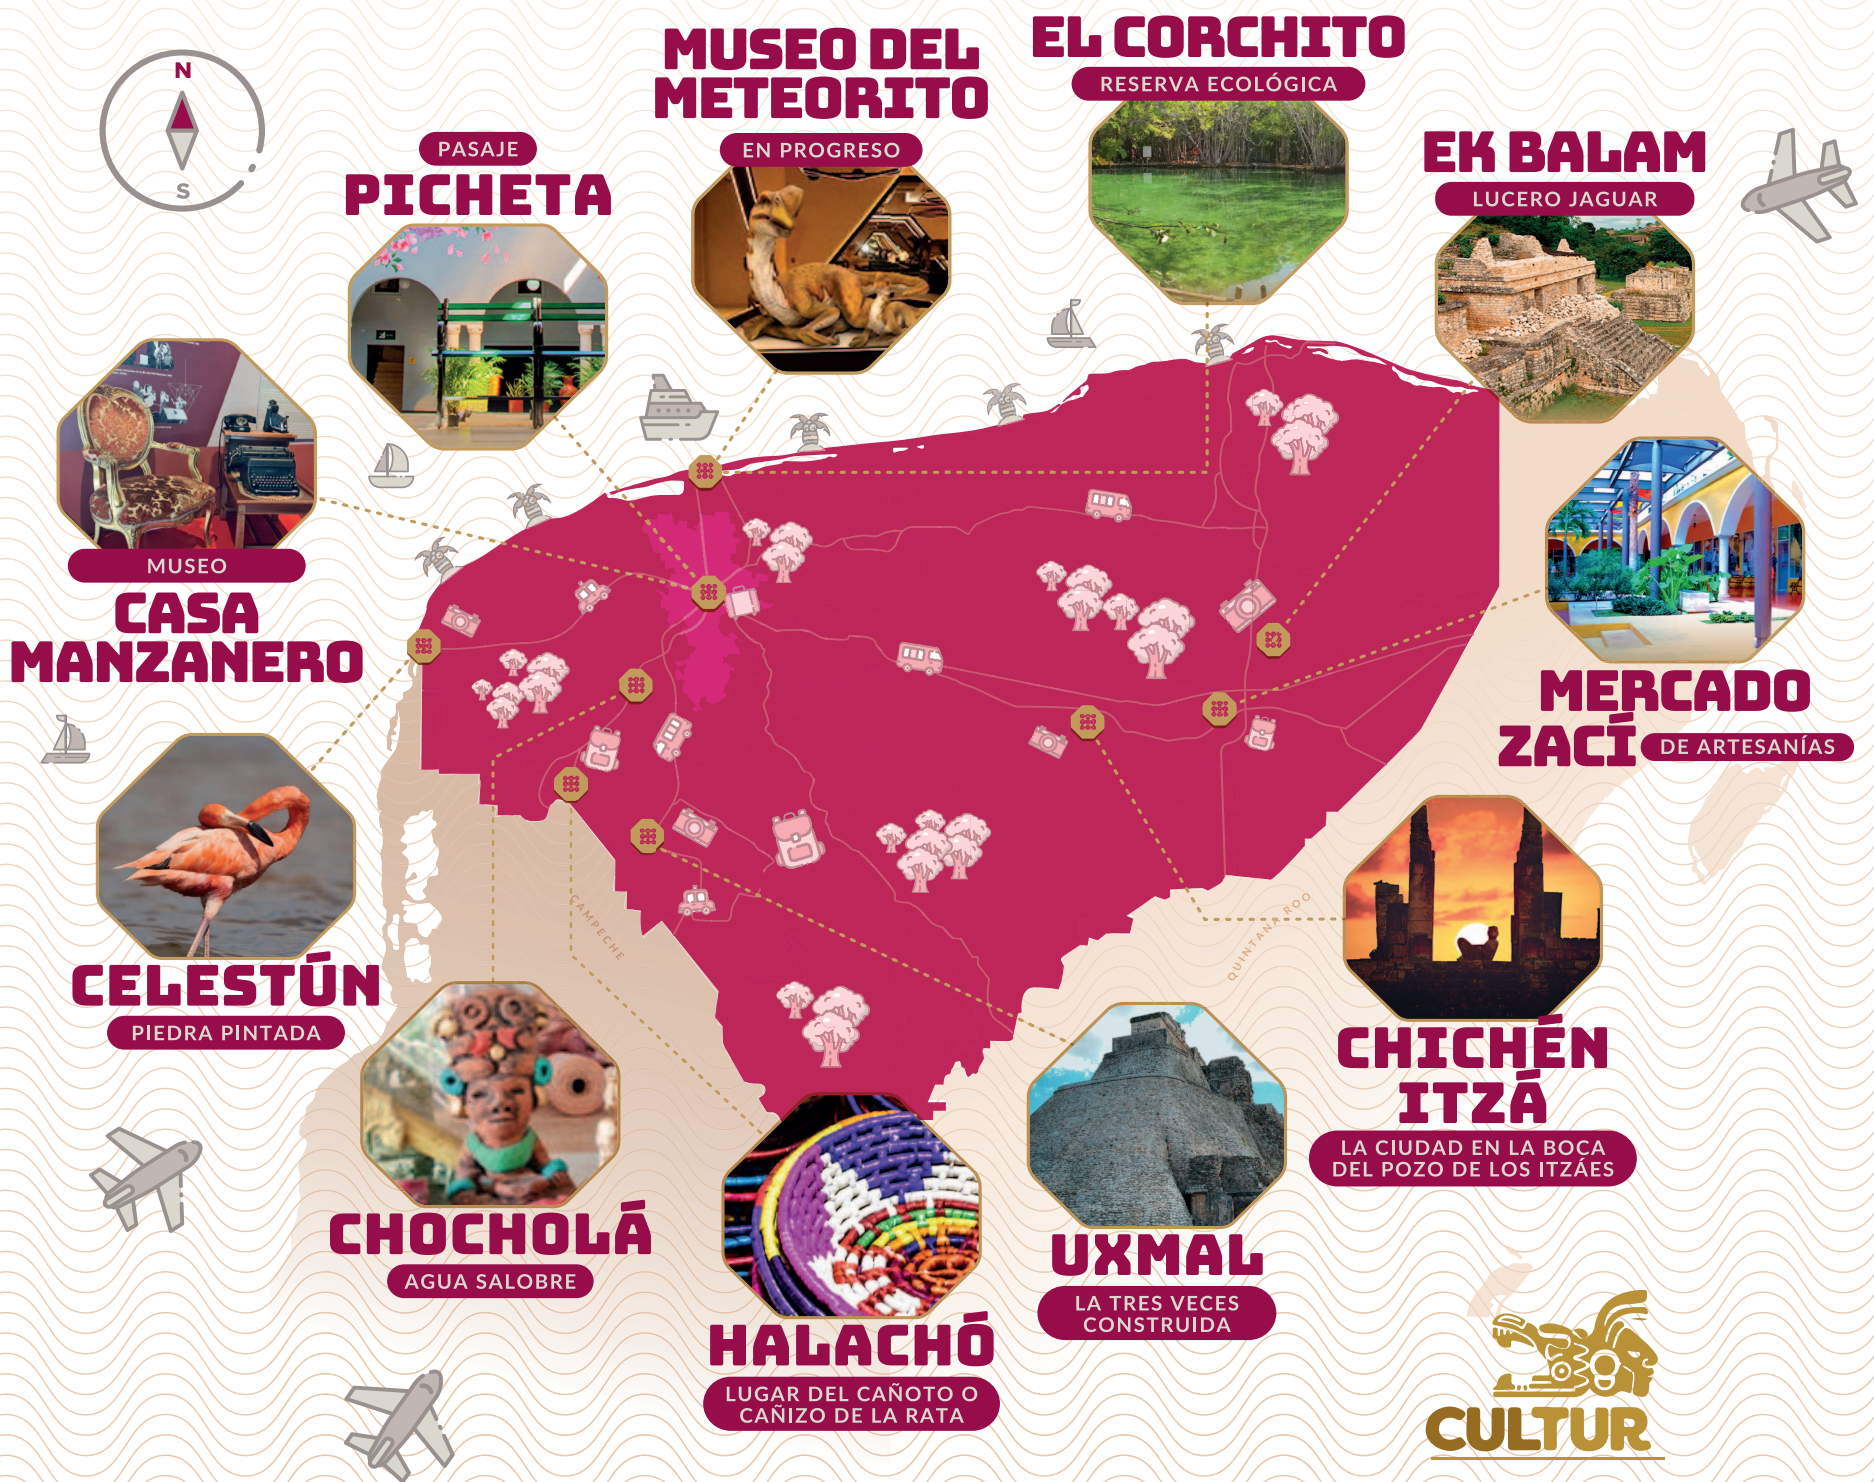 N
S
MUSEO DEL
METEORITO
EN PROGRESO
EL CORCHITO
RESERVA ECOLÓGICA
PASAJE
PICHETA
EK BALAM
LUCERO JAGUAR
MUSEO
CASA
MANZANERO
MERCADO
ZACÍ
DE ARTESANÍAS
CAMPECHE
QUINTANA ROO
CELESTÚN
PIEDRA PINTADA
CHICHÉN
ITZÁ
LA CIUDAD EN LA BOCA
DEL POZO DE LOS ITZÁES
CHOCHOLÁ
AGUA SALOBRE
UXMAL
LA TRES VECES
CONSTRUIDA
HALACHÓ
LUGAR DEL CAÑOTO O
CAÑIZO DE LA RATA
CULTUR